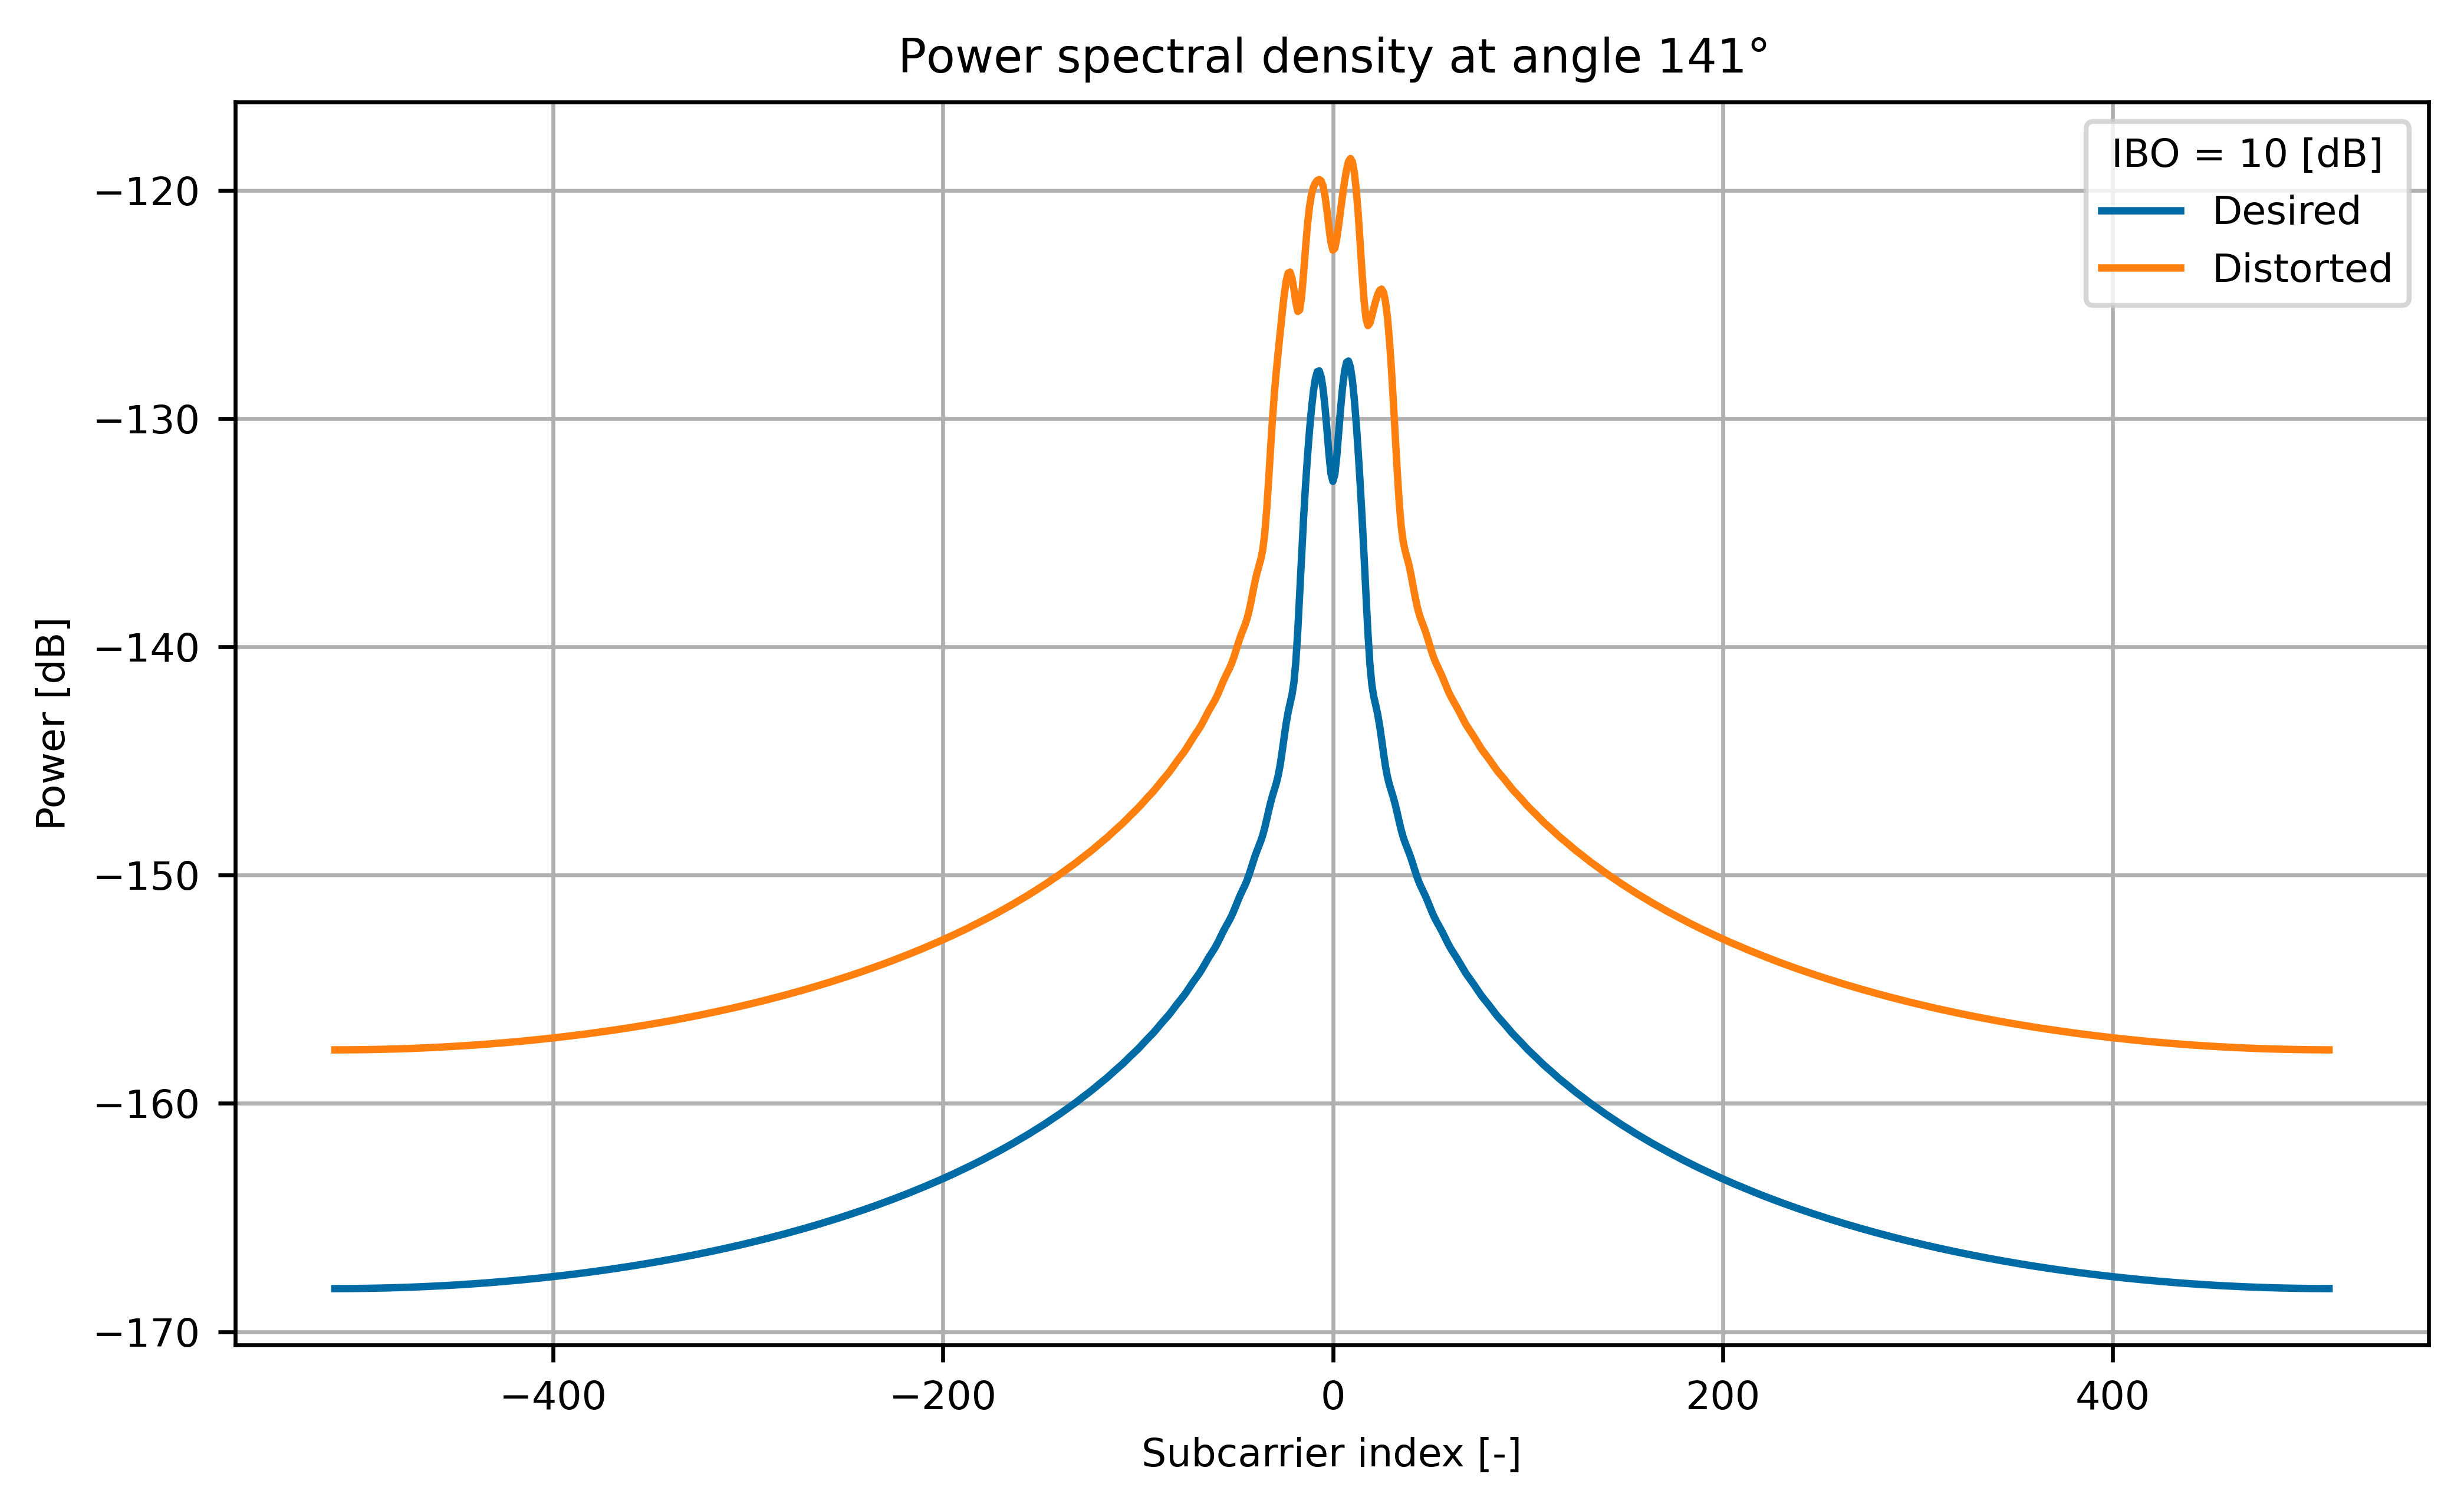 Power spectral density at angle 141°
IBO = 10 [dB]
Desired
Distorted
Power [dB]
−120
−130
−140
−150
−160
−170
−400
−200
0
200
400
Subcarrier index [-]